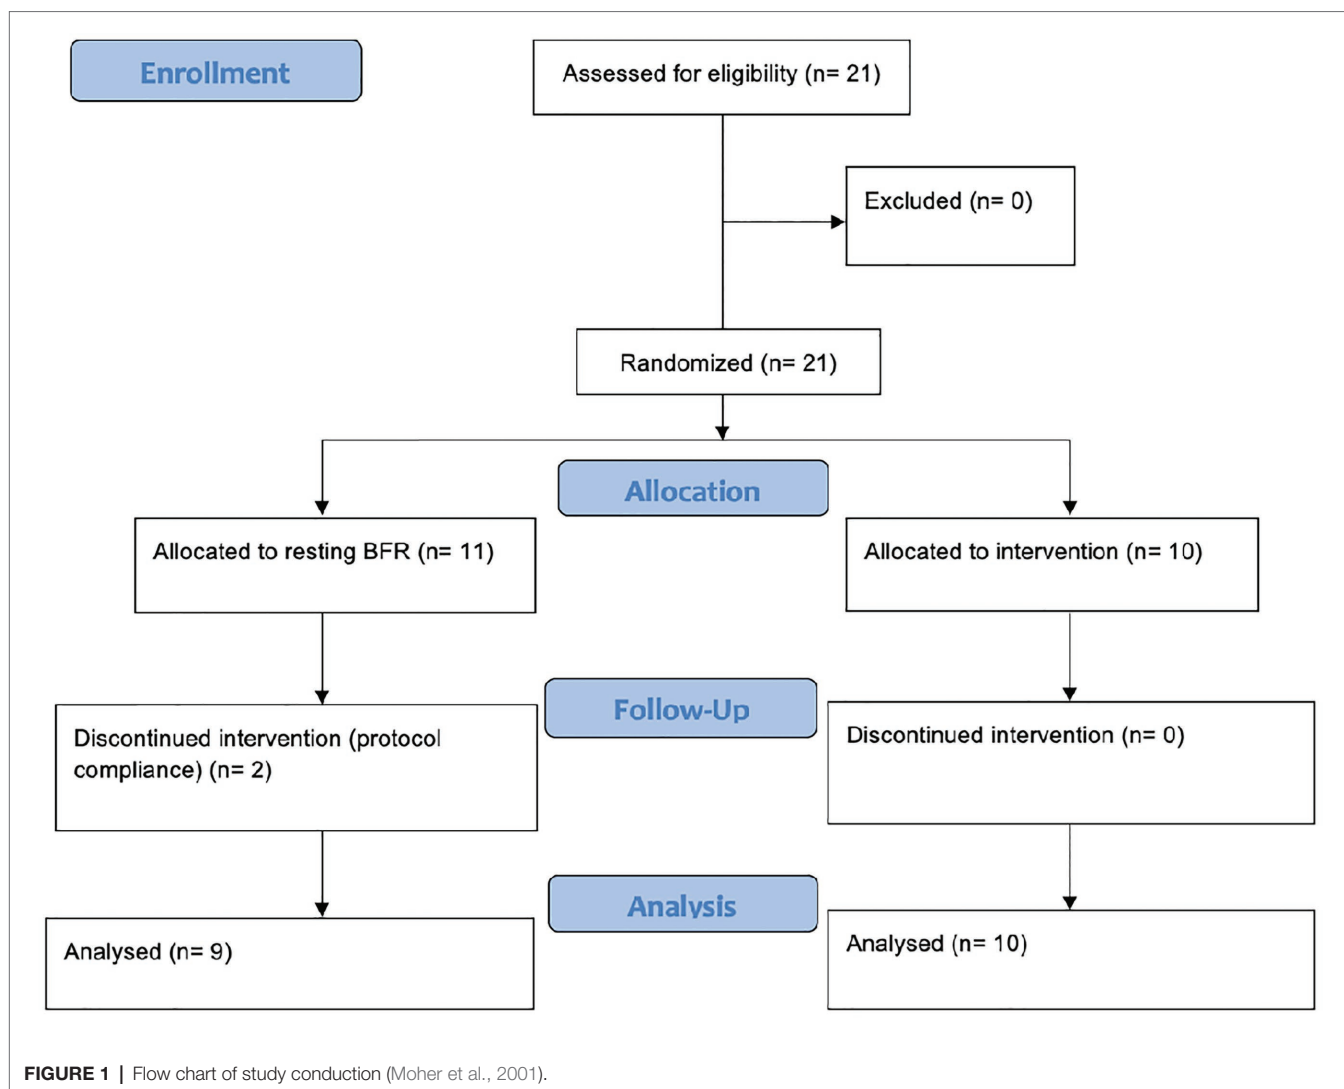 Enrollment
Assessed for eligibility (n= 21)
Excluded (n= 0)
Randomized (n= 21)
Allocation
Allocated to resting BFR (n= 11)
Allocated to intervention (n= 10)
Follow-Up
Discontinued intervention (protocol
compliance) (n= 2)
Discontinued intervention (n= 0)
Analysis
Analysed (n= 9)
Analysed (n= 10)
FIGURE 1 | Flow chart of study conduction (Moher et al., 2001).